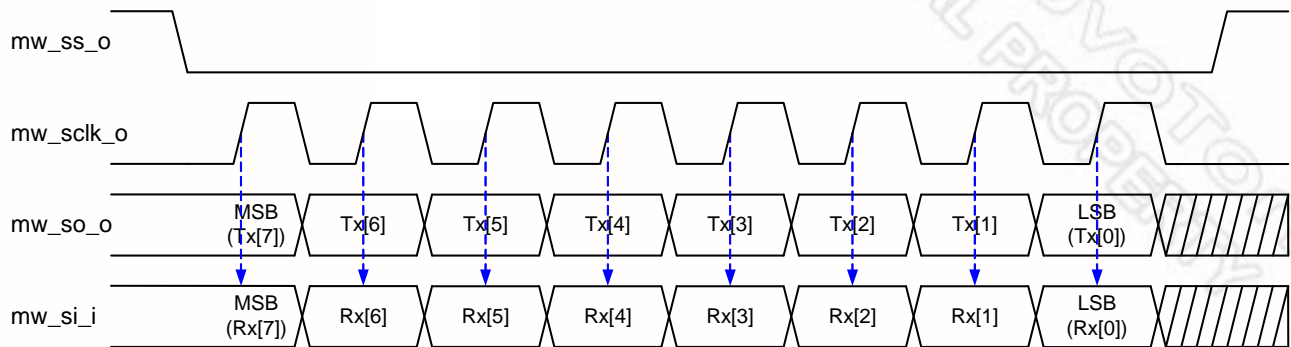 mw_ss_o
mw_sclk_o
mw_so_o
MSB
(Tx[7])
Tx[6]
Tx[5]
Tx[4]
Tx[3]
Tx[2]
Tx[1]
LSB
(Tx[0])
mw_si_i
MSB
(Rx[7])
Rx[6]
Rx[5]
Rx[4]
Rx[3]
Rx[2]
Rx[1]
LSB
(Rx[0])
PROPERTY